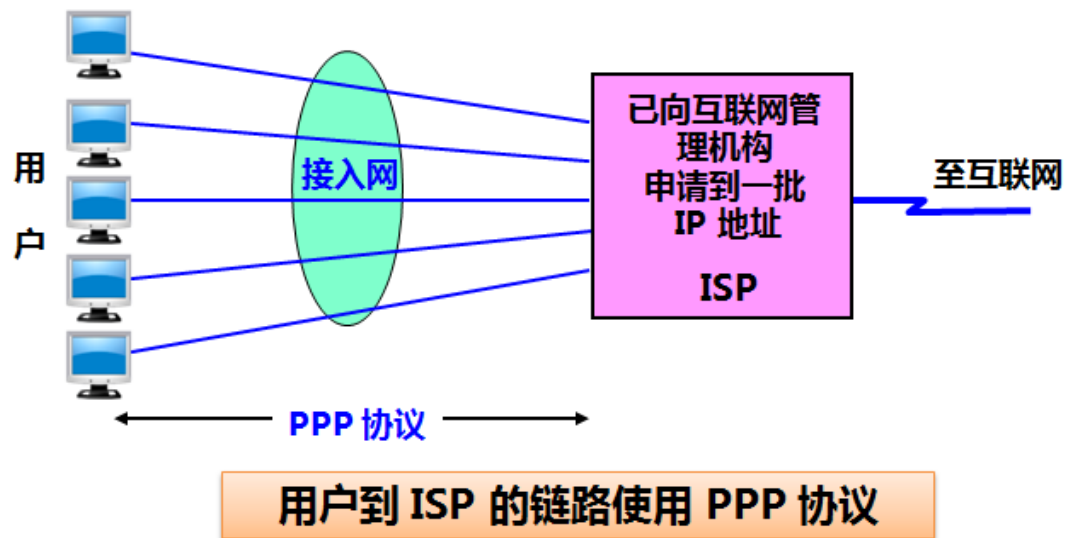 用
户
接入网
已向互联网管
理机构
申请到一批
IP 地址
ISP
至互联网
PPP 协议
用户到 ISP 的链路使用 PPP 协议